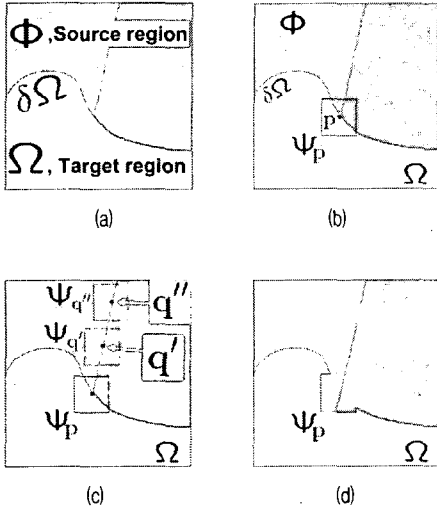 Φ, Source region
δΩ
Ω, Target region
(a)
Φ
δΩ
p
Ψp
Ω
(b)
Ψq''
q''
Ψq'
q'
Ψp
Ω
(c)
Ψp
(d)